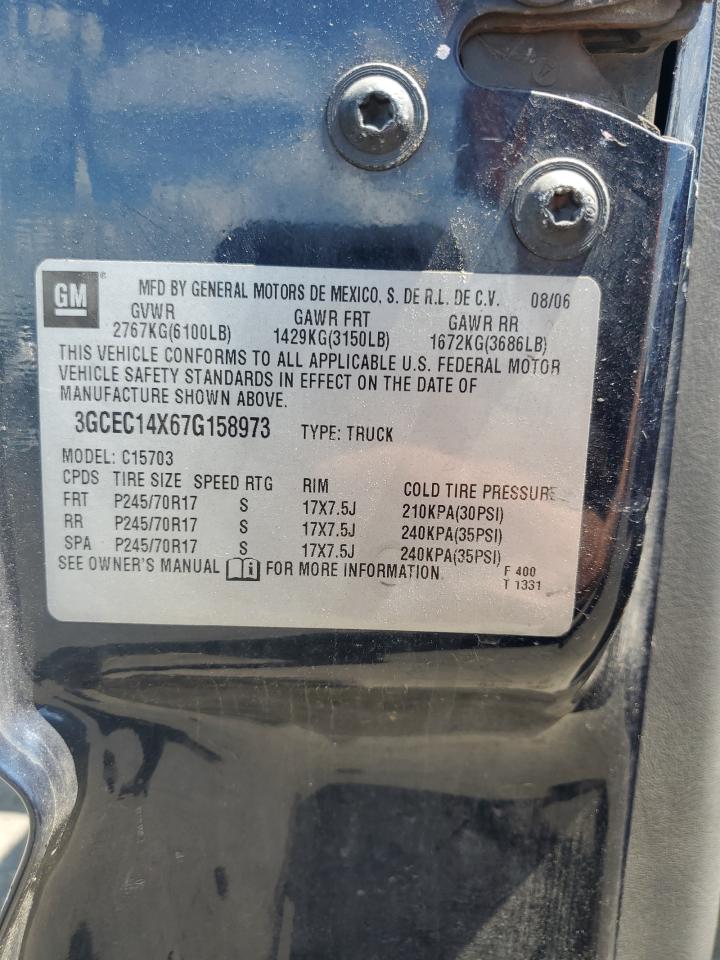 GM ® MFD BY GENERAL MOTORS DE MEXICO, S. DE R.L. DE C.V. 08/06
GVWR GAWR FRT GAWR RR
2767KG(6100LB) 1429KG(3150LB) 1672KG(3686LB)
THIS VEHICLE CONFORMS TO ALL APPLICABLE U.S. FEDERAL MOTOR
VEHICLE SAFETY STANDARDS IN EFFECT ON THE DATE OF
MANUFACTURE SHOWN ABOVE.
3GCEC14X67G158973 TYPE: TRUCK
MODEL: C15703
CPDS TIRE SIZE SPEED RTG RIM COLD TIRE PRESSURE
FRT P245/70R17 S 17X7.5J 210KPA(30PSI)
RR P245/70R17 S 17X7.5J 240KPA(35PSI)
SPA P245/70R17 S 17X7.5J 240KPA(35PSI)
SEE OWNER'S MANUAL FOR MORE INFORMATION
F 400
T 1331